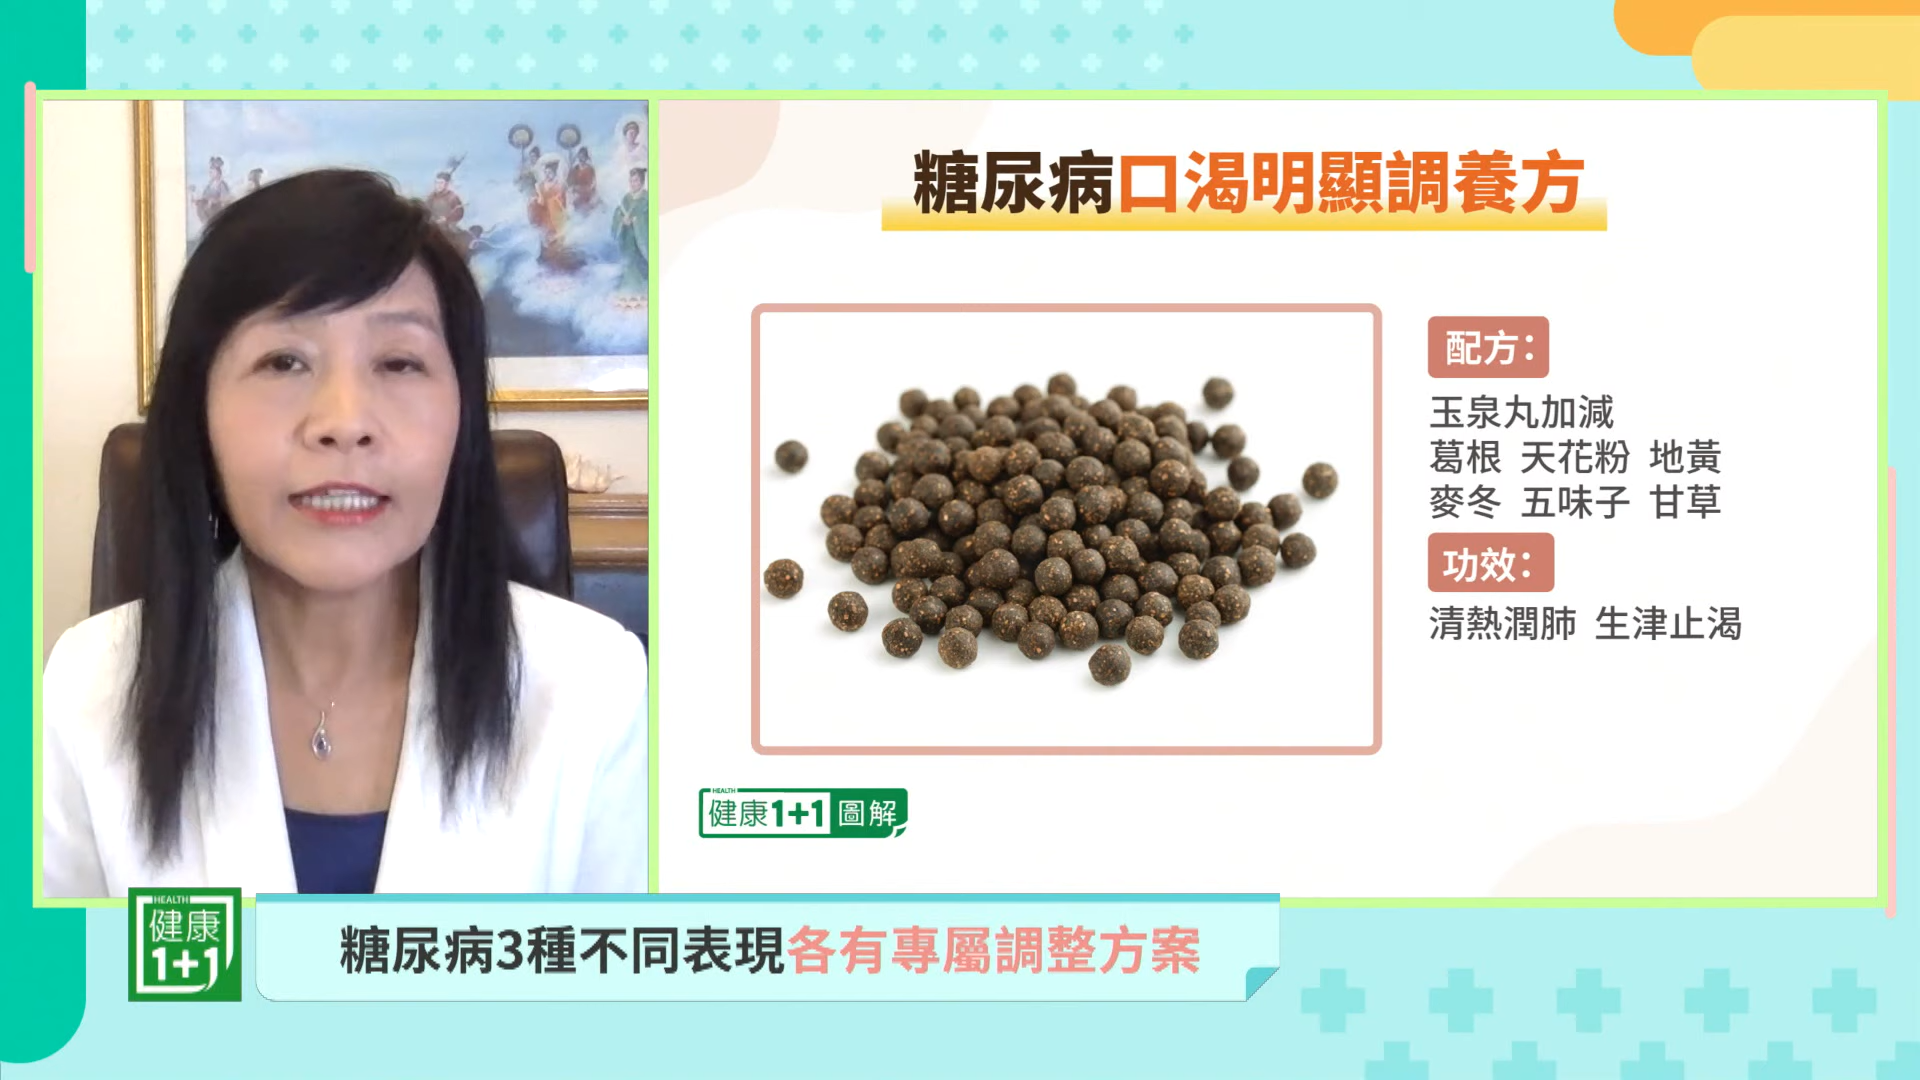 糖尿病口渴明顯調養方
配方：
玉泉丸加減
葛根 天花粉 地黃
麥冬 五味子 甘草
功效：
清熱潤肺 生津止渴
HEALTH
健康1+1圖解
HEALTH
健康
1+1
糖尿病3種不同表現各有專屬調整方案